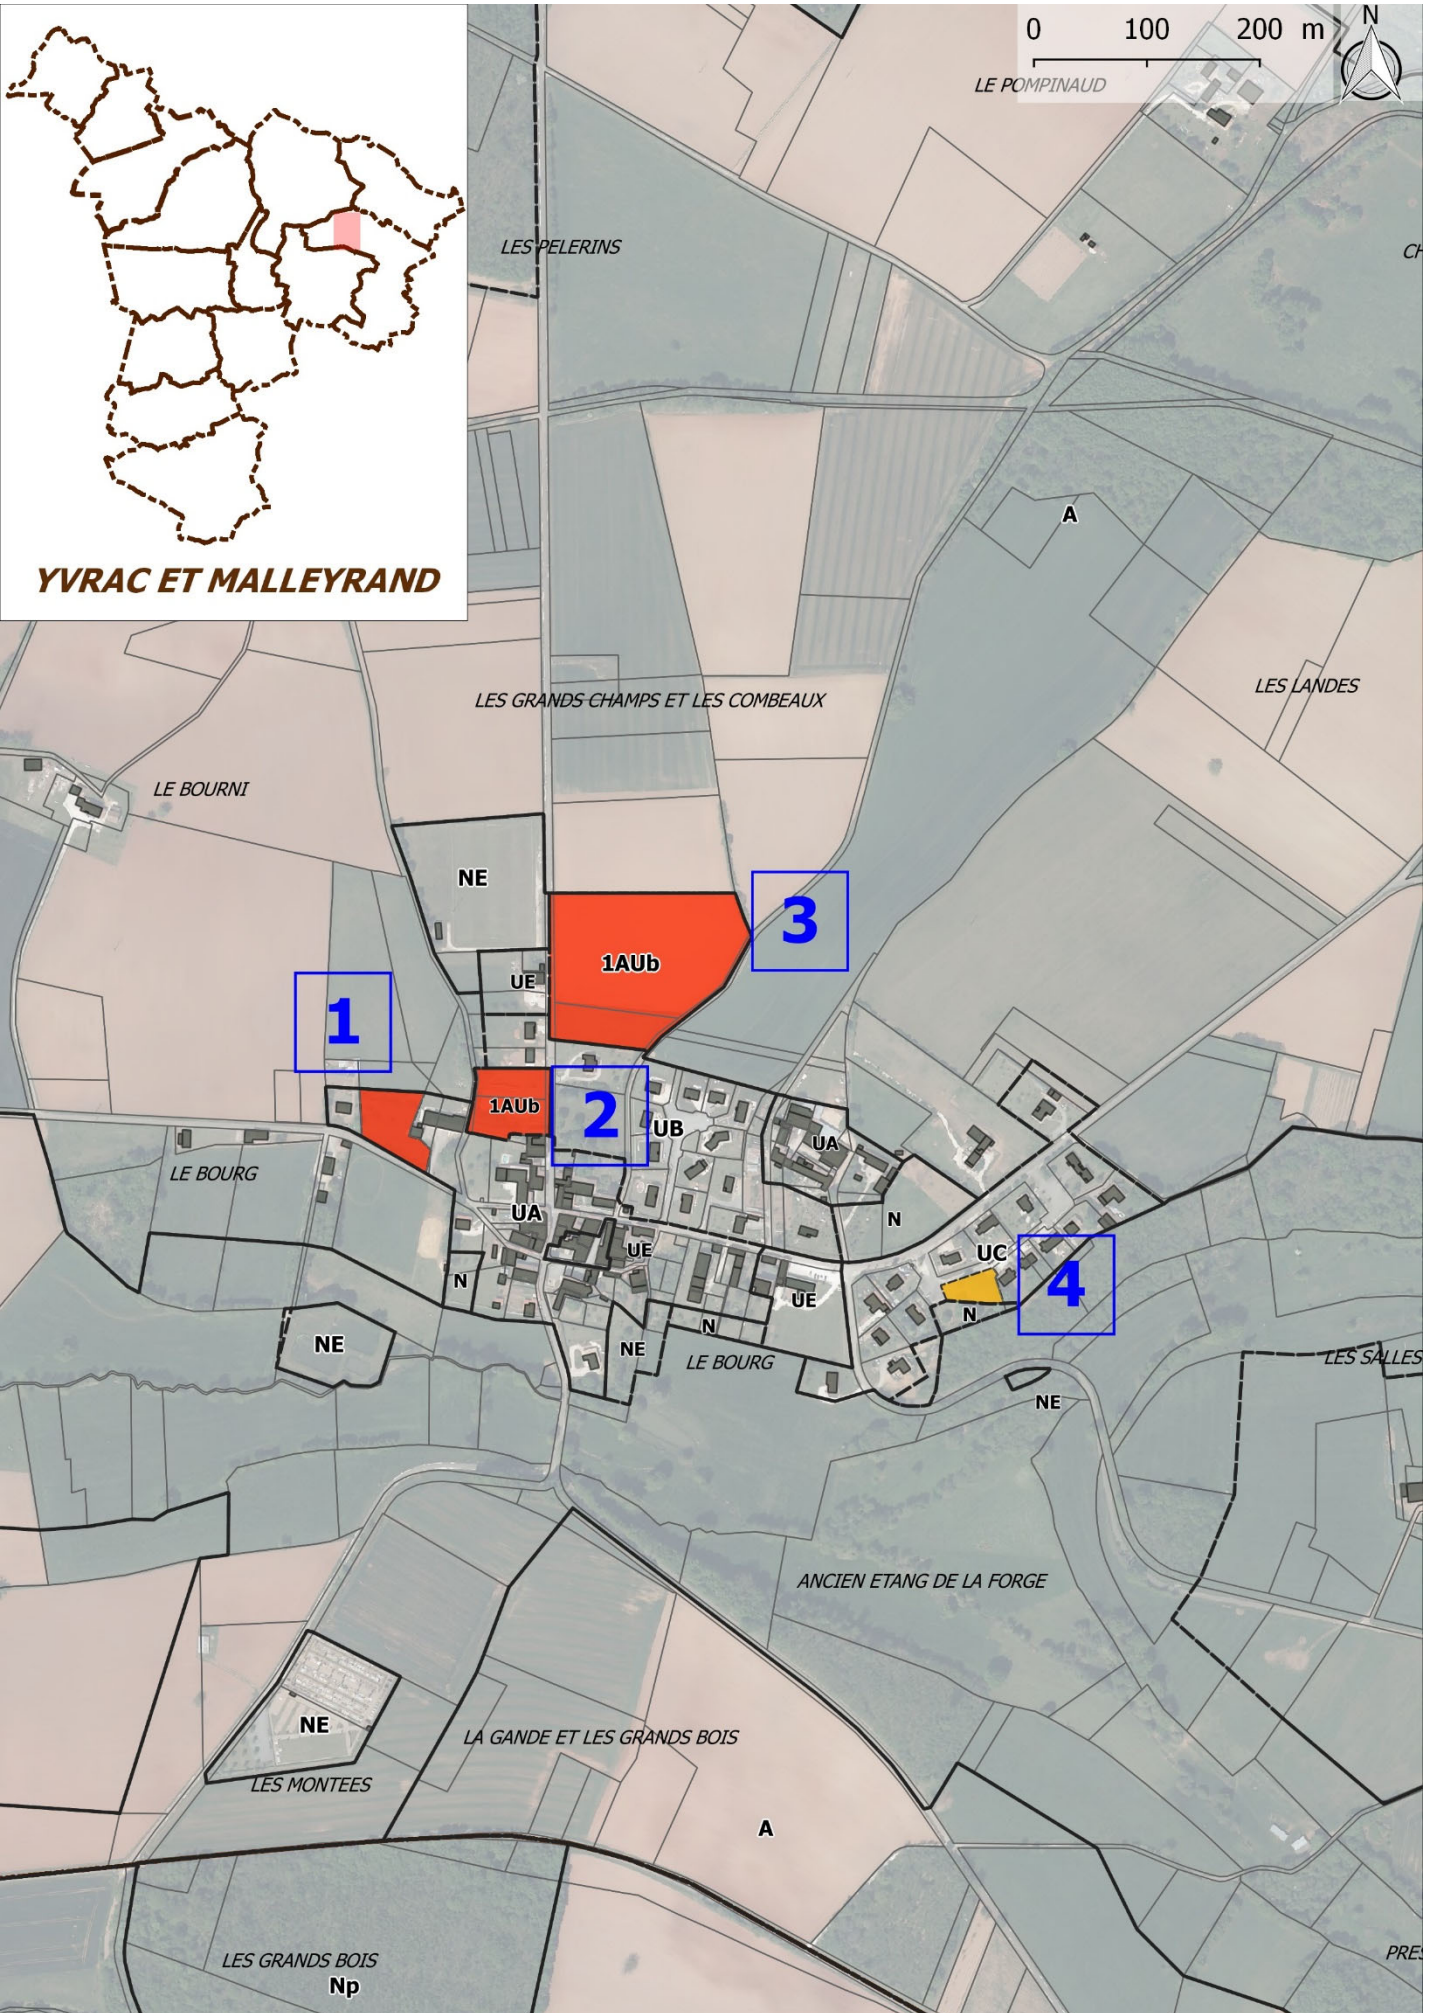 0 100 200 m
N
LE POMPINAUD
LES PELERINS
CH
YVRAC ET MALLEYRAND
A
LES GRANDS CHAMPS ET LES COMBEAUX
LES LANDES
LE BOURNI
NE
3
1AUb
UE
1
1AUb
2
UB
UA
LE BOURG
UA
N
UE
UC
4
N
UE
N
N
NE
NE
LE BOURG
LES SALLES
NE
ANCIEN ETANG DE LA FORGE
NE
LA GANDE ET LES GRANDS BOIS
LES MONTEES
A
LES GRANDS BOIS
Np
PRES